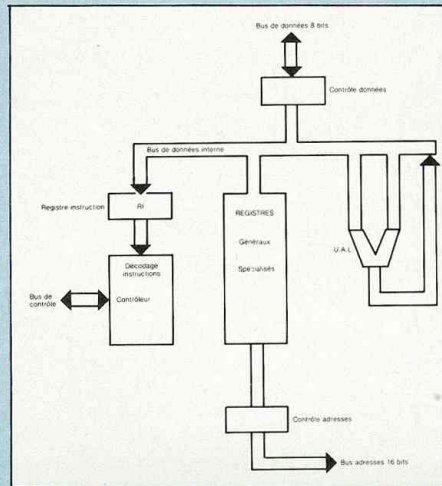 Bus de données 8 bits
Contrôle données
Bus de données interne
Registre instruction
RI
REGISTRES
Généraux
Spécialisés
U.A.L.
Décodage
instructions
Contrôleur
Bus de
contrôle
Contrôle adresses
Bus adresses 16 bits